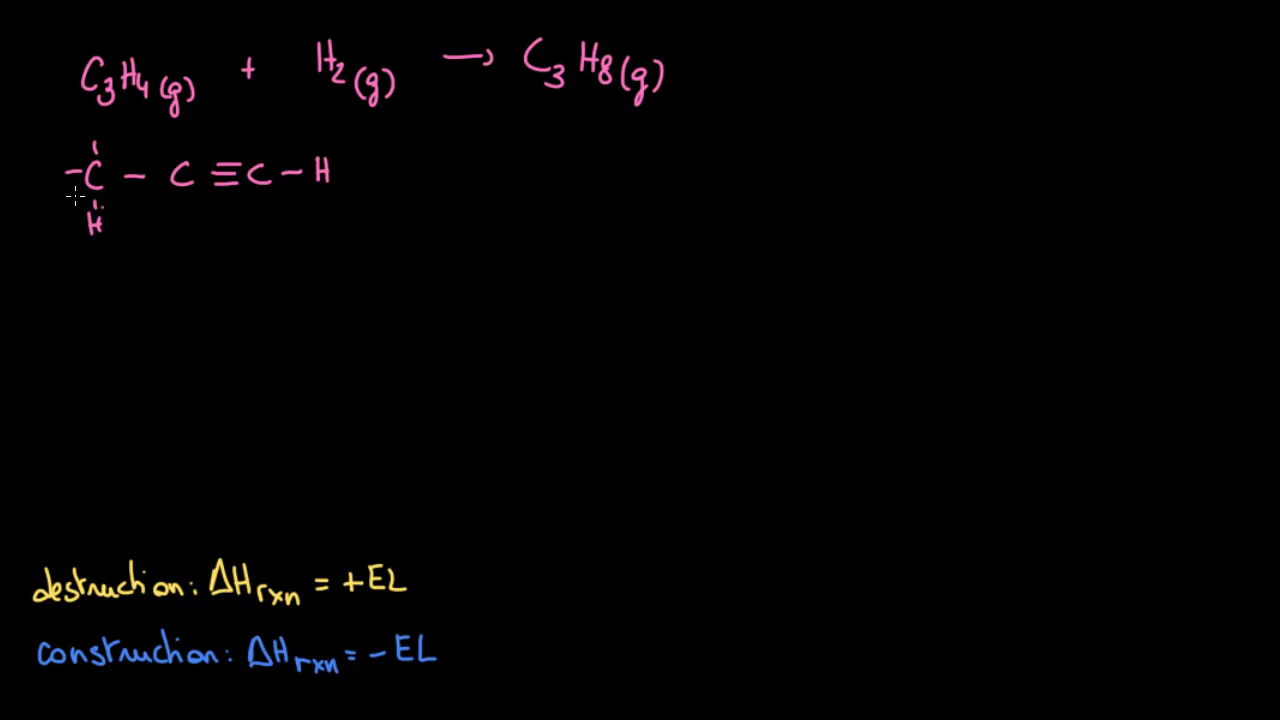 C₃H₄(g) + H₂(g) → C₃H₈(g)
-C - C ≡ C - H
H
destruction: ΔHrxn = +EL
construction: ΔHrxn = -EL